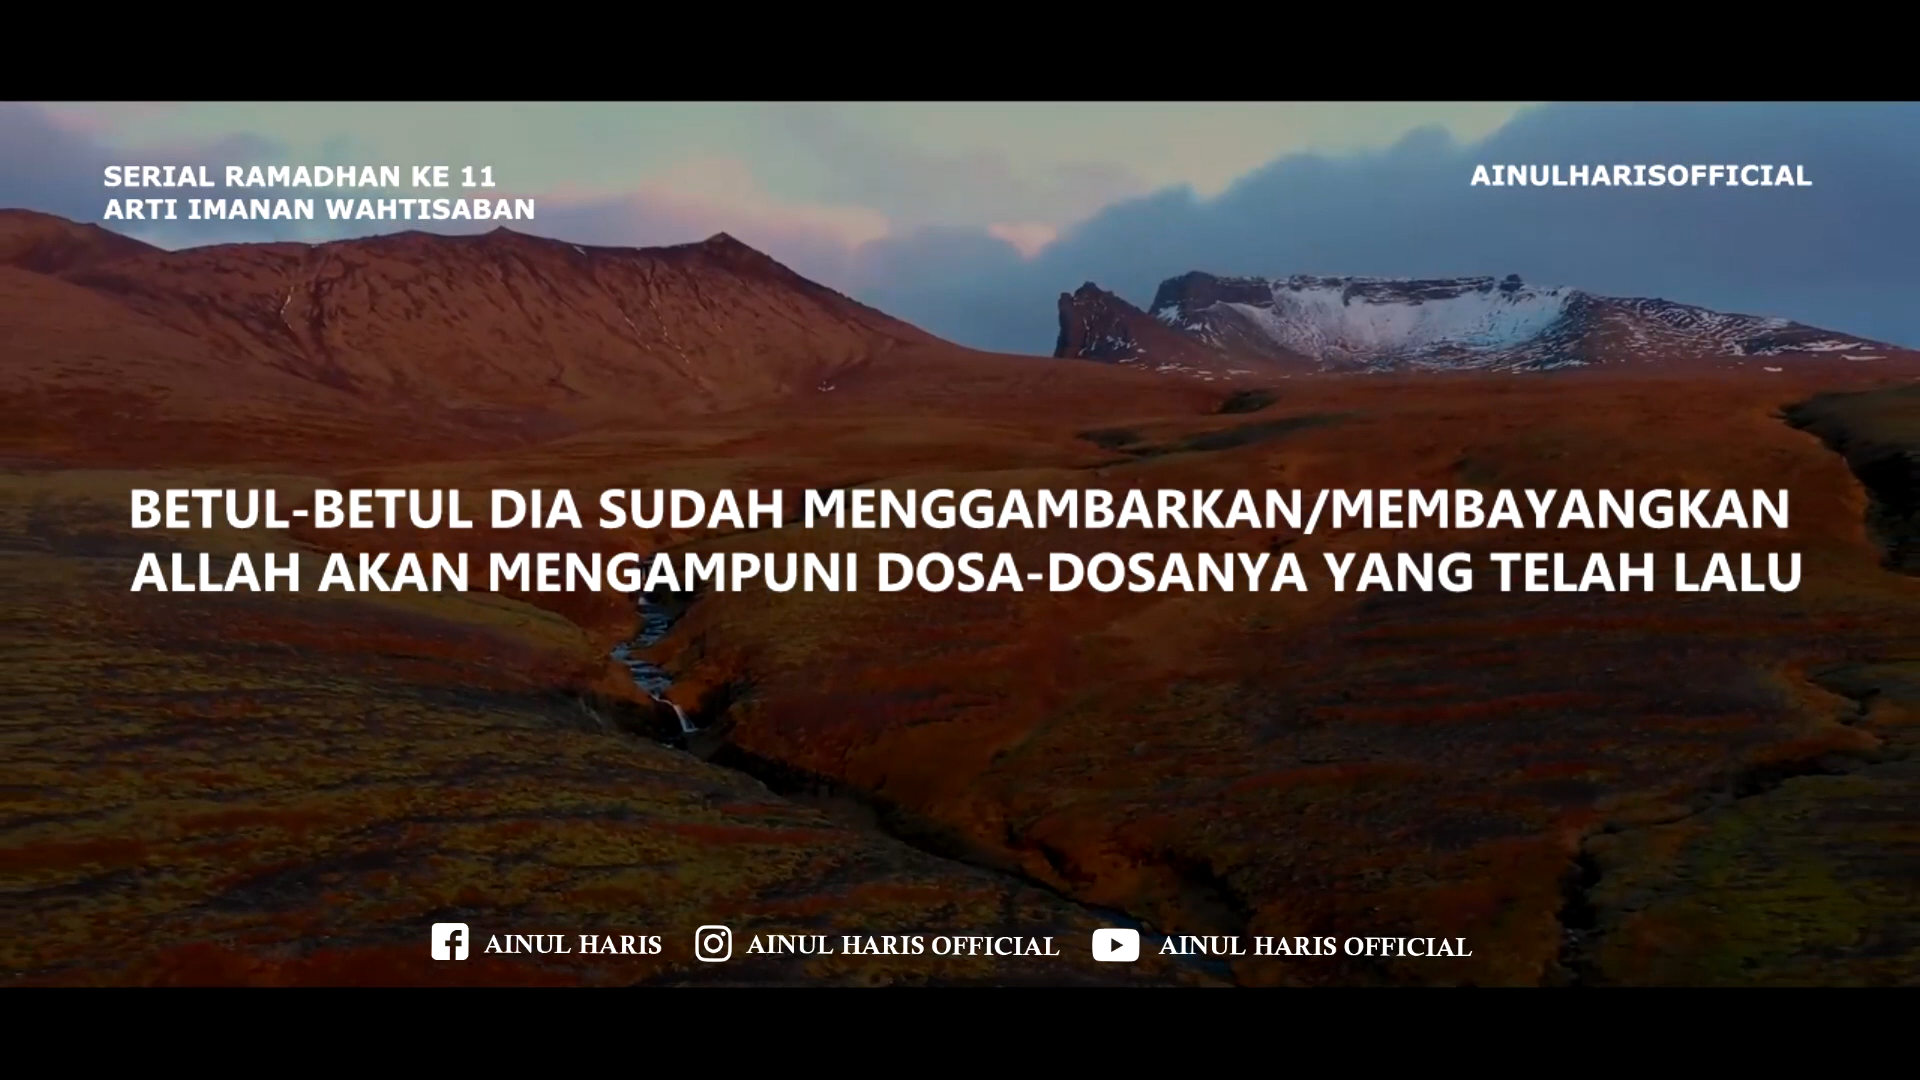 SERIAL RAMADHAN KE 11
ARTI IMANAN WAHTISABAN
AINULHARISOFFICIAL
BETUL-BETUL DIA SUDAH MENGGAMBARKAN/MEMBAYANGKAN
ALLAH AKAN MENGAMPUNI DOSA-DOSANYA YANG TELAH LALU
AINUL HARIS
AINUL HARIS OFFICIAL
AINUL HARIS OFFICIAL